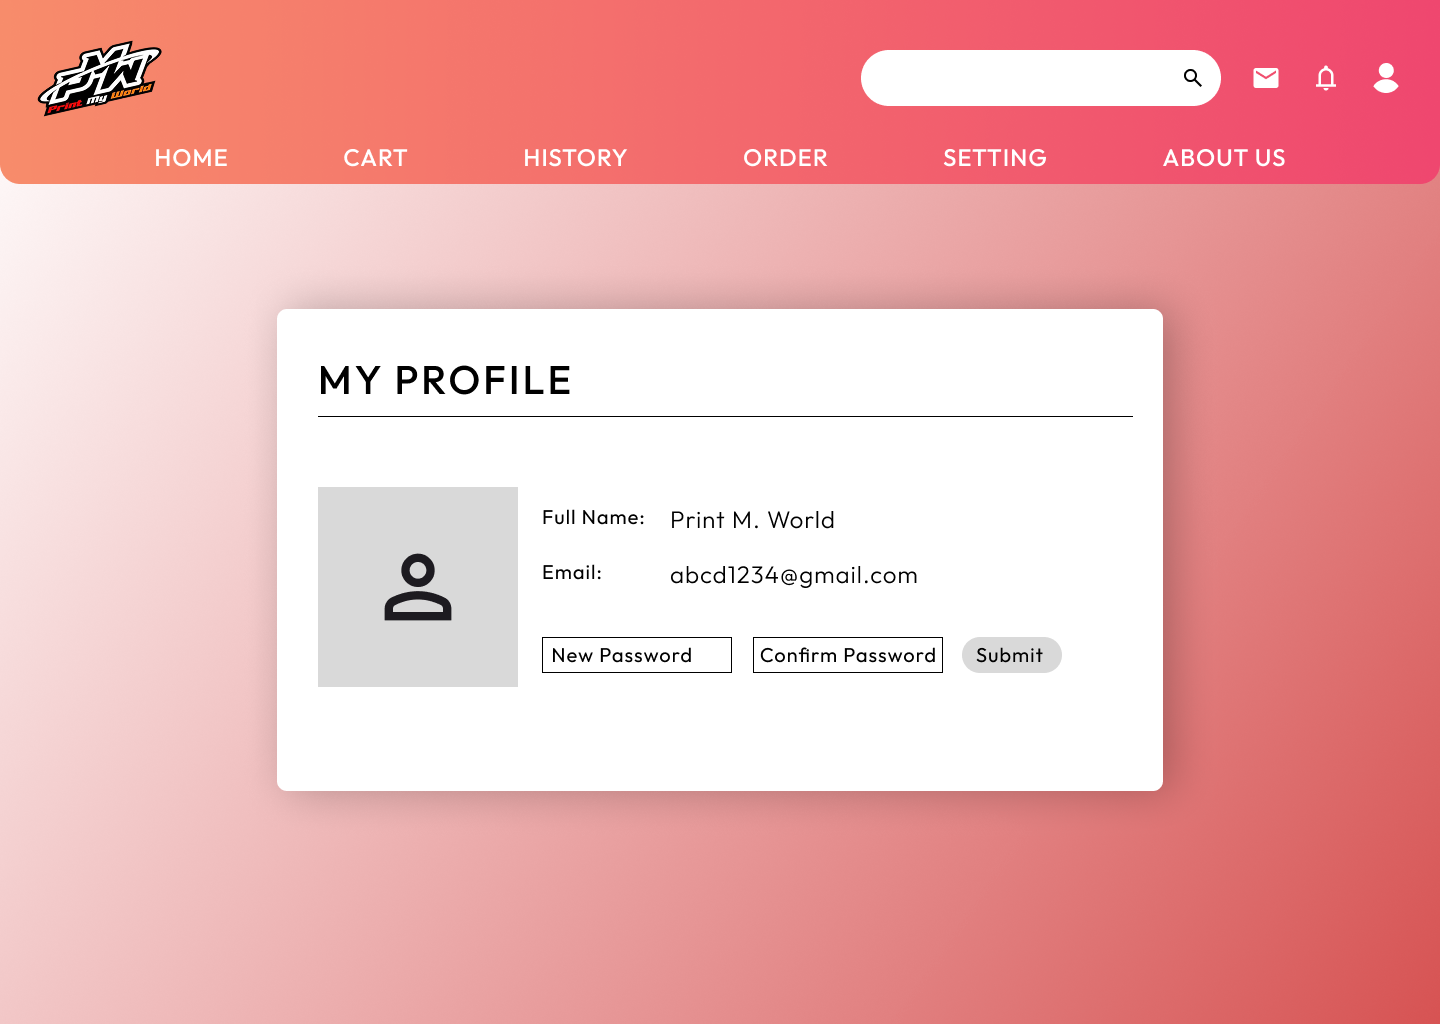 PMW
Print My World
HOME CART HISTORY ORDER SETTING ABOUT US
MY PROFILE
Full Name: Print M. World
Email: abcd1234@gmail.com
New Password Confirm Password Submit